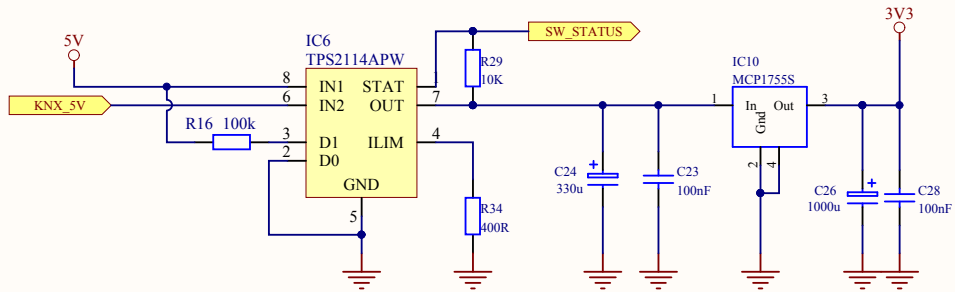 3V3
5V
SW_STATUS
IC6
TPS2114APW
R29
10K
IC10
MCP1755S
8 IN1 STAT 1
KNX_5V
6 IN2 OUT 7
1 In Out 3
Gnd
R16 100k
3 D1 ILIM 4
2 D0
2 4
GND
C24
330u
C23
100nF
C26
1000u
C28
100nF
R34
400R
5
+
+